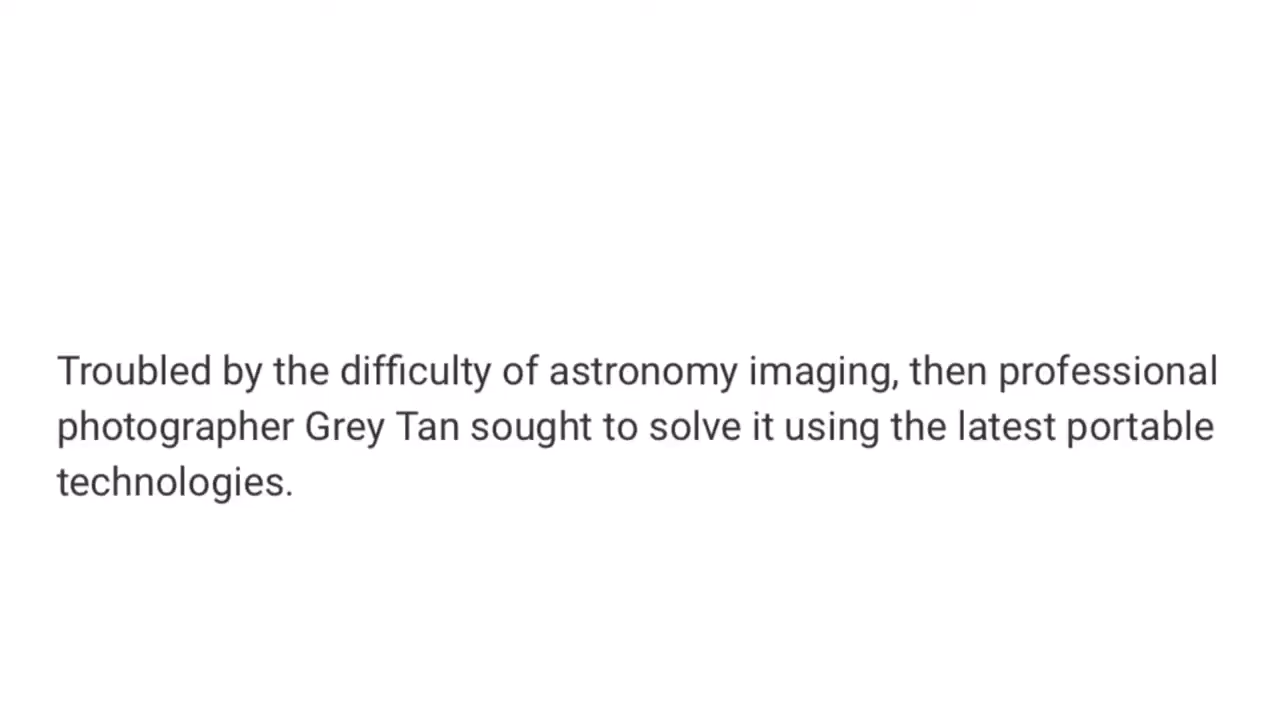 Troubled by the difficulty of astronomy imaging, then professional
photographer Grey Tan sought to solve it using the latest portable
technologies.